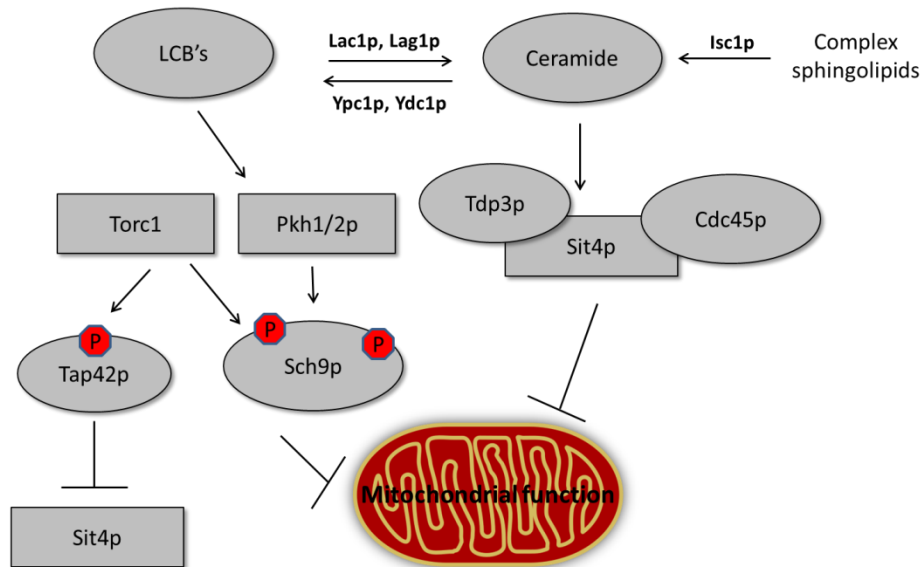 LCB's
Lac1p, Lag1p
Ypc1p, Ydc1p
Ceramide
Isc1p
Complex
sphingolipids
Torc1
Pkh1/2p
Tdp3p
Sit4p
Cdc45p
P
Tap42p
P
P
Sch9p
Sit4p
Mitochondrial function